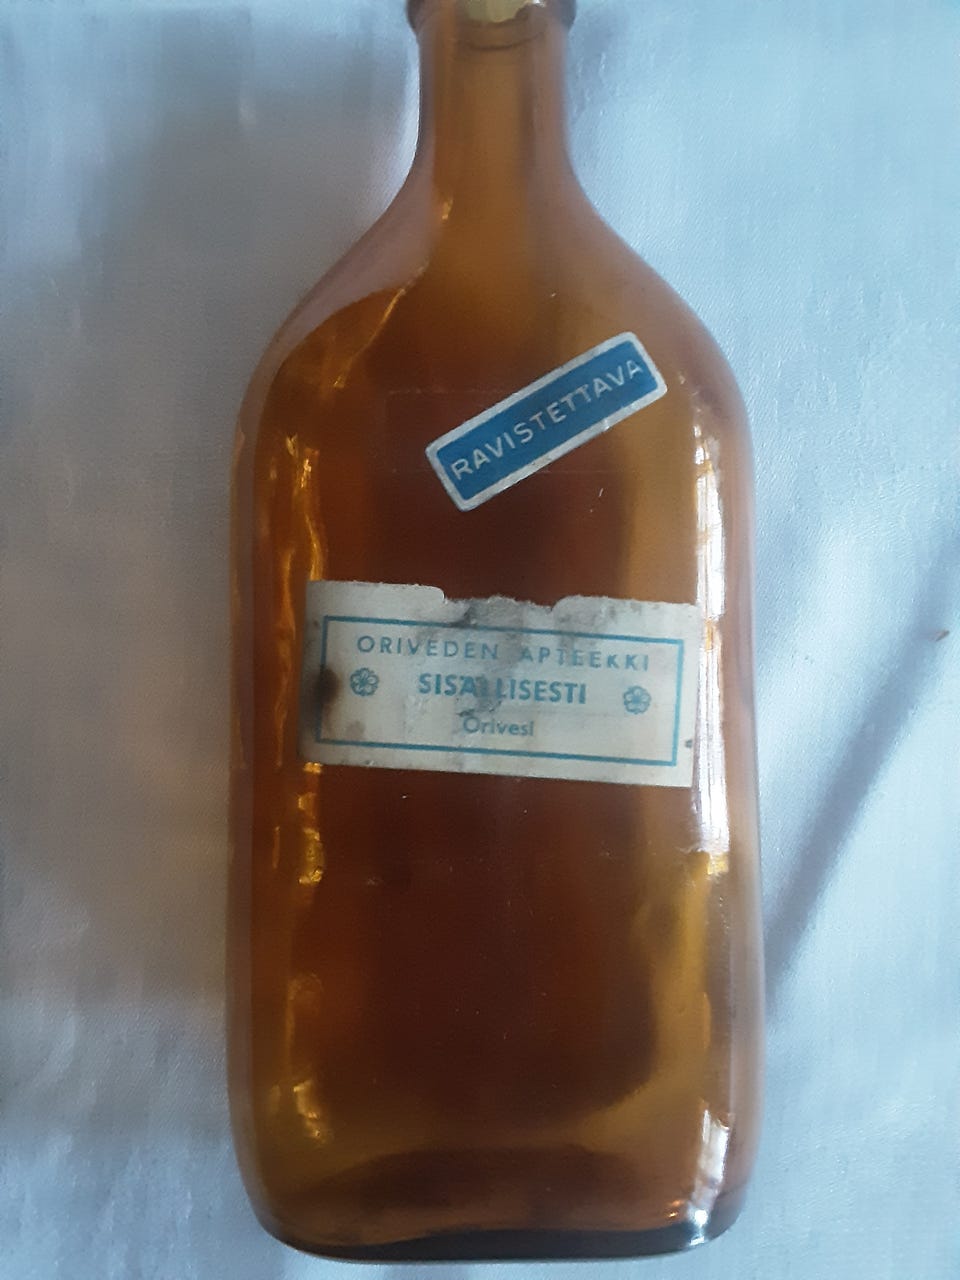 RAVISTETTAVA
ORIVEDEN APTEEKKI
SISÄLLISESTI
Orivesi